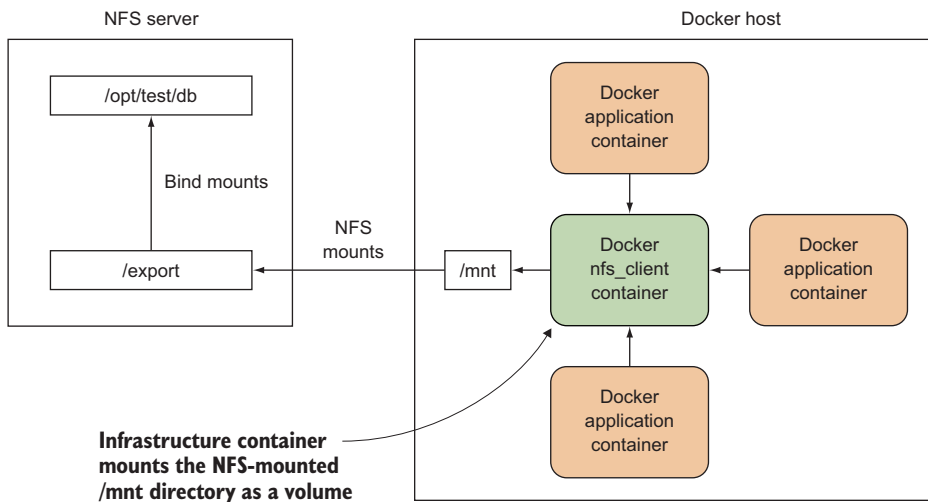 NFS server
/opt/test/db
Bind mounts
/export
NFS
mounts
Docker host
/mnt
Docker
application
container
Docker
nfs_client
container
Docker
application
container
Docker
application
container
Infrastructure container
mounts the NFS-mounted
/mnt directory as a volume